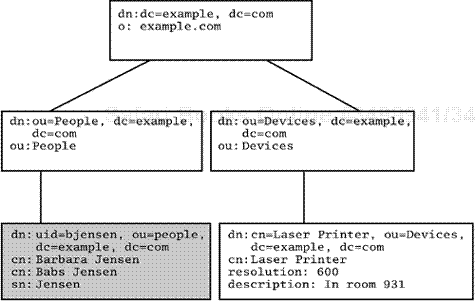 dn:dc=example, dc=com
o: example.com
dn:ou=People, dc=example,
dc=com
ou:People
dn:ou=Devices, dc=example,
dc=com
ou:Devices
dn:uid=bjensen, ou=people,
dc=example, dc=com
cn:Barbara Jensen
cn:Babs Jensen
sn:Jensen
dn:cn=Laser Printer, ou=Devices,
dc=example, dc=com
cn:Laser Printer
resolution: 600
description: In room 931